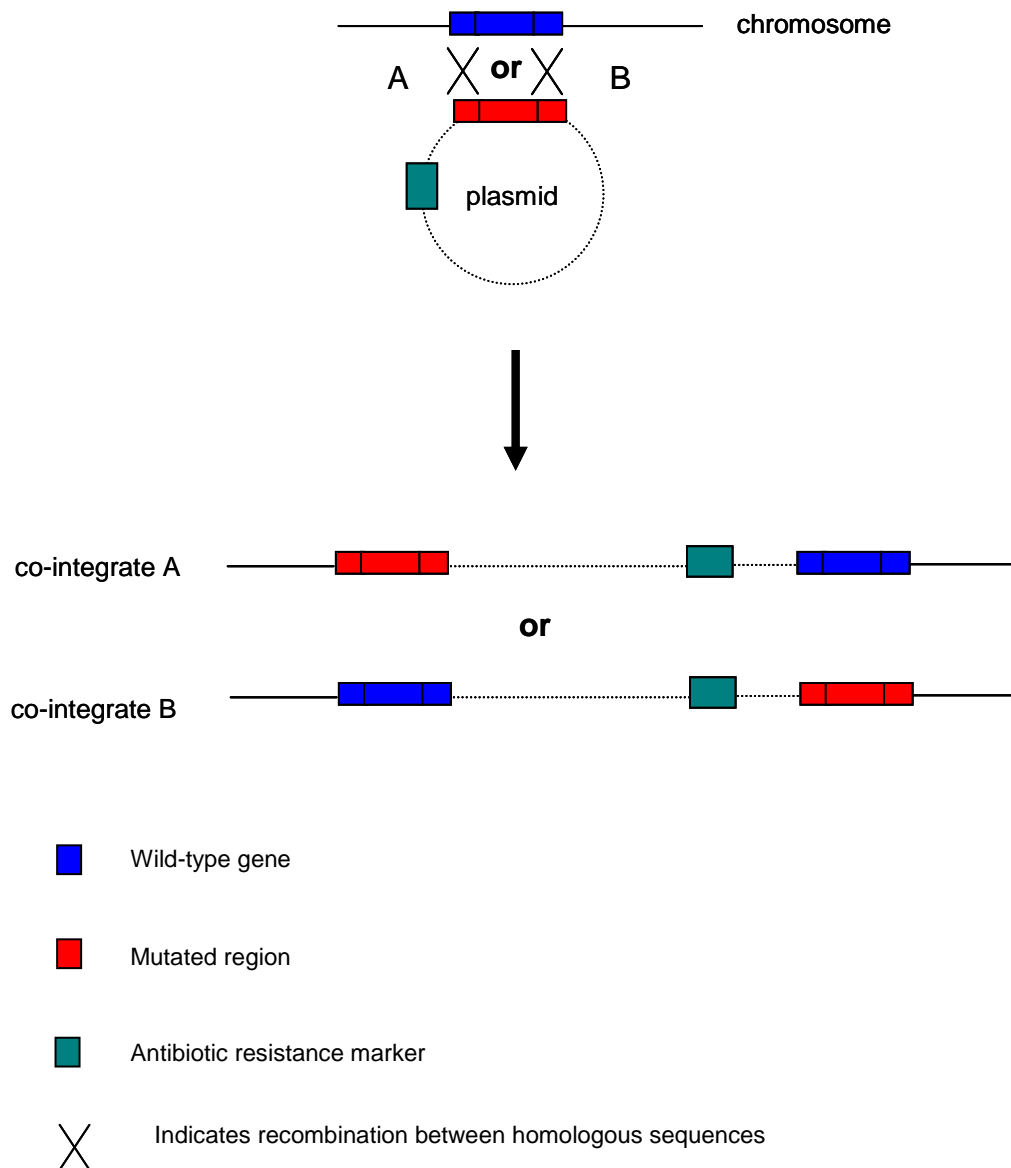 chromosome
A or B
plasmid
co-integrate A
or
co-integrate B
Wild-type gene
Mutated region
Antibiotic resistance marker
Indicates recombination between homologous sequences